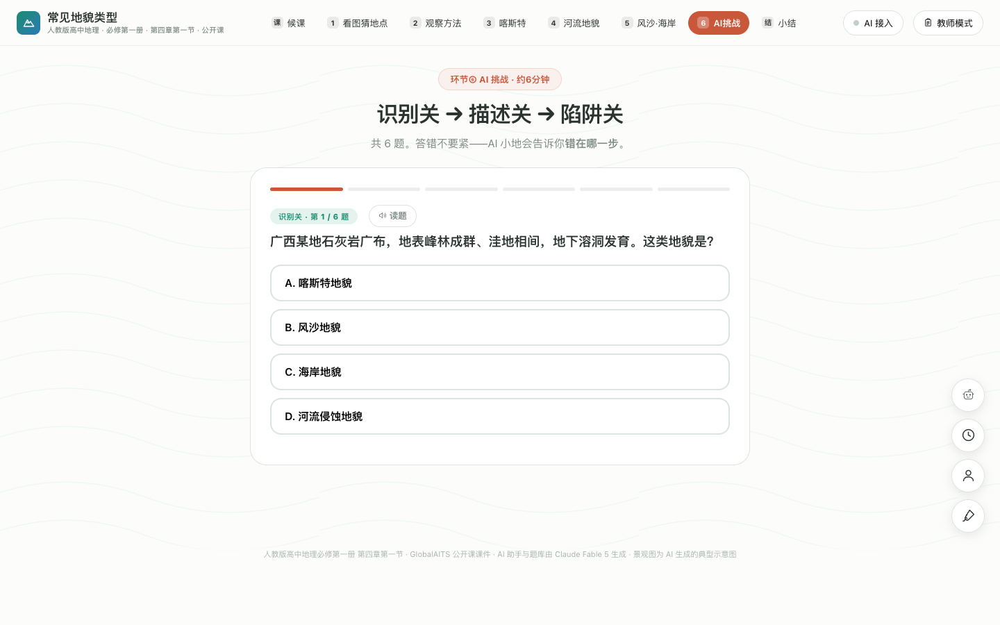 常见地貌类型
人教版高中地理 · 必修第一册 · 第四章第一节 · 公开课
课 候课
1 看图猜地点
2 观察方法
3 喀斯特
4 河流地貌
5 风沙·海岸
6 AI挑战
结 小结
AI 接入
教师模式
环节⑥ AI 挑战 · 约6分钟
识别关 → 描述关 → 陷阱关
共 6 题。答错不要紧——AI 小地会告诉你错在哪一步。
识别关 · 第 1 / 6 题
读题
广西某地石灰岩广布，地表峰林成群、洼地相间，地下溶洞发育。这类地貌是?
A. 喀斯特地貌
B. 风沙地貌
C. 海岸地貌
D. 河流侵蚀地貌
人教版高中地理必修第一册 第四章第一节 · GlobalAITS 公开课课件 · AI 助手与题库由 Claude Fable 5 生成 · 景观图为 AI 生成的典型示意图